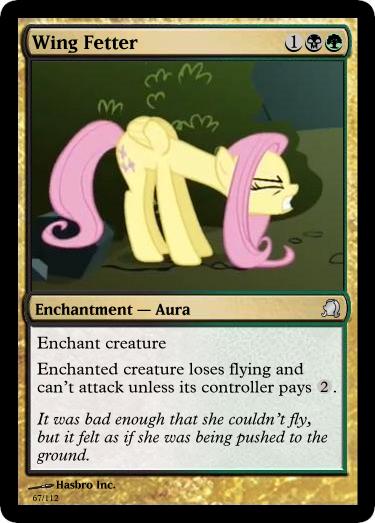 Wing Fetter 1
Enchantment — Aura
Enchant creature
Enchanted creature loses flying and
can't attack unless its controller pays 2.
It was bad enough that she couldn't fly,
but it felt as if she was being pushed to the
ground.
Hasbro Inc.
67/112